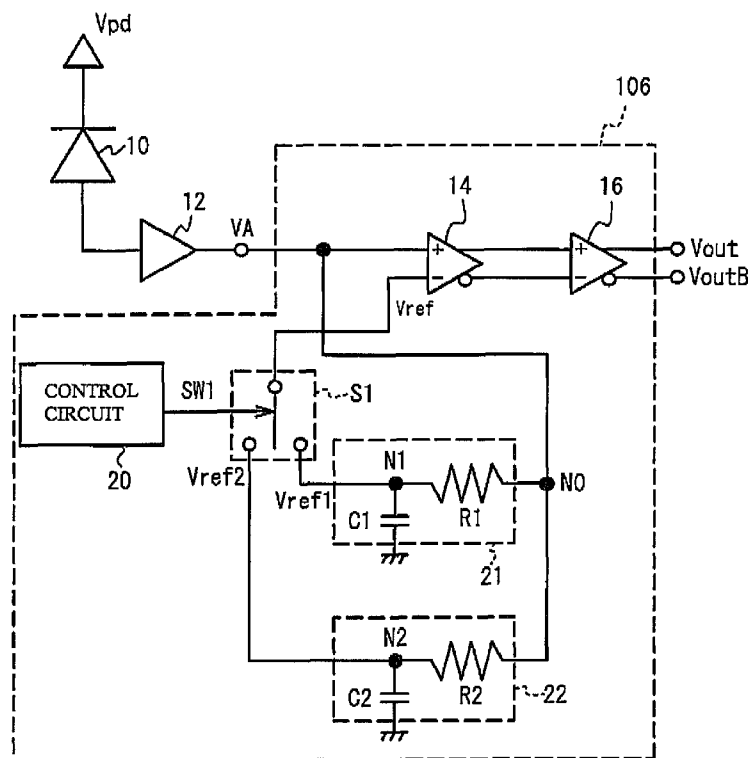 Vpd
106
10
12
VA
14
16
Vout
VoutB
Vref
CONTROL
CIRCUIT
SW1
S1
20
Vref2
Vref1
N1
N0
C1
R1
21
N2
C2
R2
22